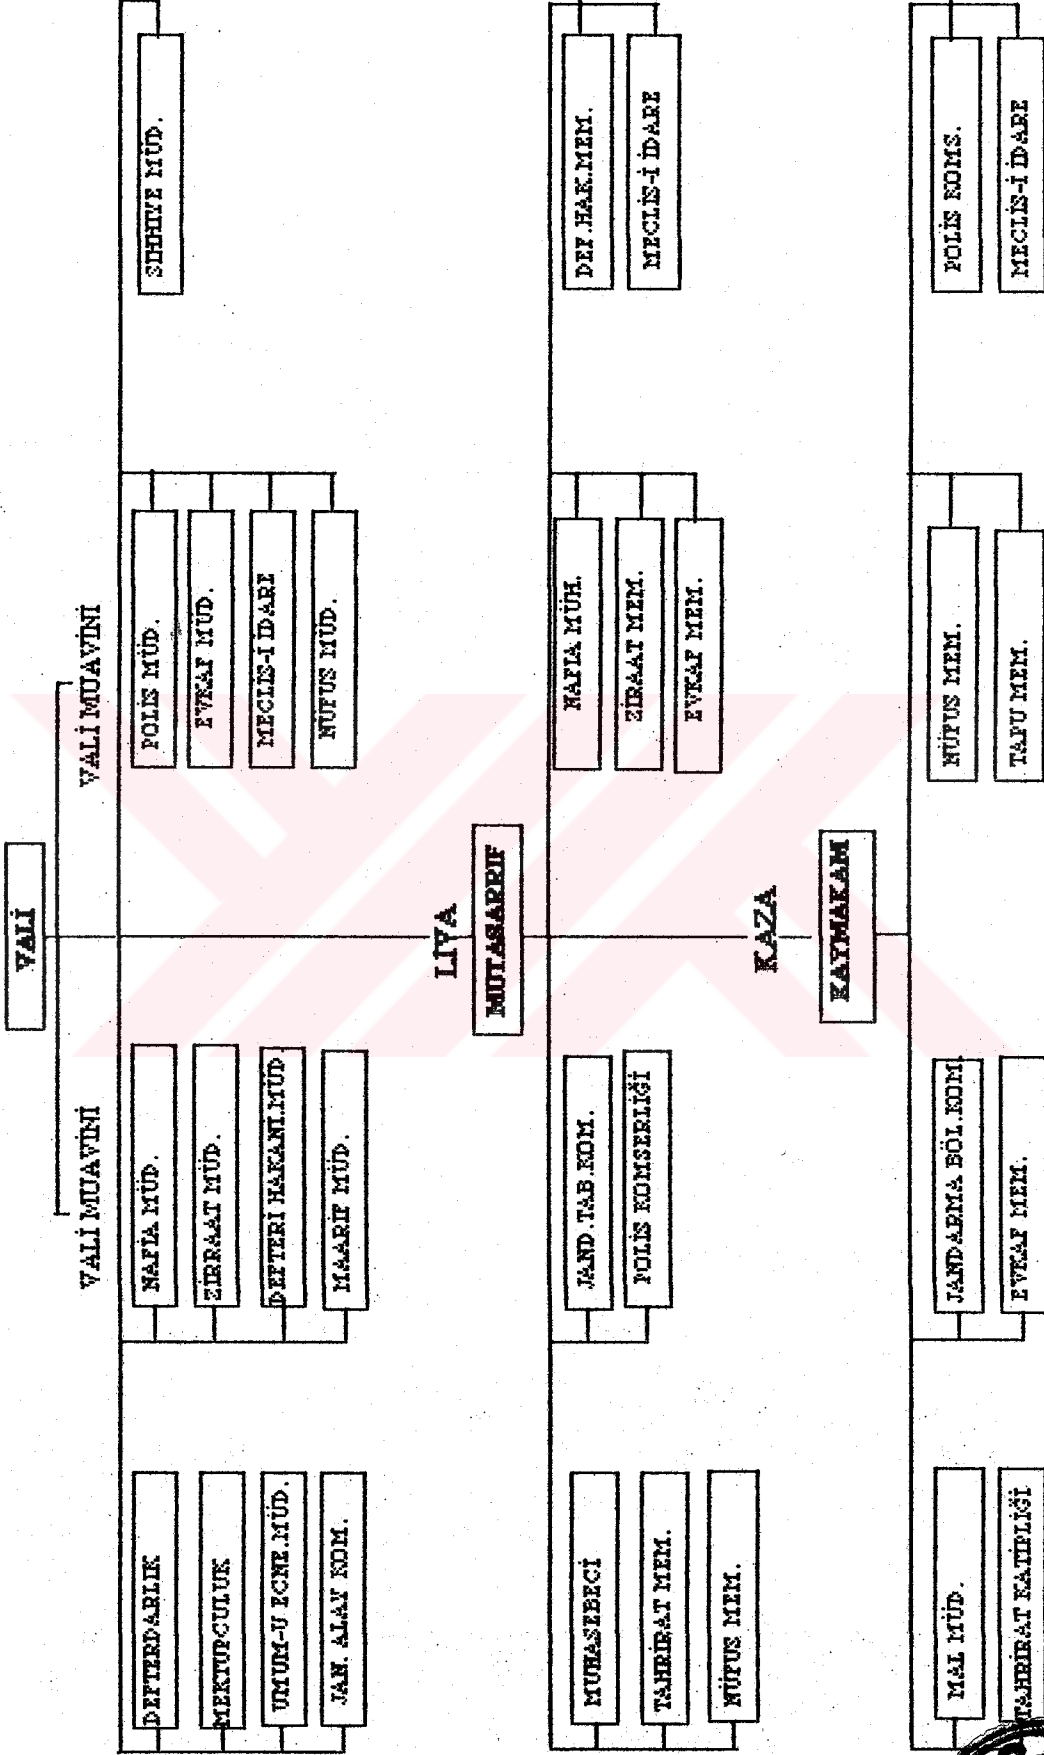 VALİ
VALİ MUAVİNİ
VALİ MUAVİNİ
DEFTERDARLIK
MEKTUPCULUK
UMUM-U ECNE.MÜD.
JAN. ALAY KOM.
NAFIA MÜD.
ZİRRAAT MÜD.
DEFTERİ HAKANİ.MÜD.
MAARİF MÜD.
POLİS MÜD.
EVKAF MÜD.
MECLİS-İ İDARE
NÜFUS MÜD.
SIHHIYE MÜD.
LİVA
MUTASARRIF
MUHASEBECİ
TAHRİRAT MEM.
NÜFUS MEM.
JAND.TAB.KOM.
POLİS KOMSERLİĞİ
NAFIA MÜH.
ZİRAAT MEM.
EVKAF MEM.
DEF.HAK.MEM.
MECLİS-İ İDARE
KAZA
KAYMAKAM
MAL MÜD.
TAHRİRAT KATİPLİĞİ
JANDARMA BÖL.KOM.
EVKAF MEM.
NÜFUS MEM.
TAPU MEM.
POLİS KOMS.
MECLİS-İ İDARE